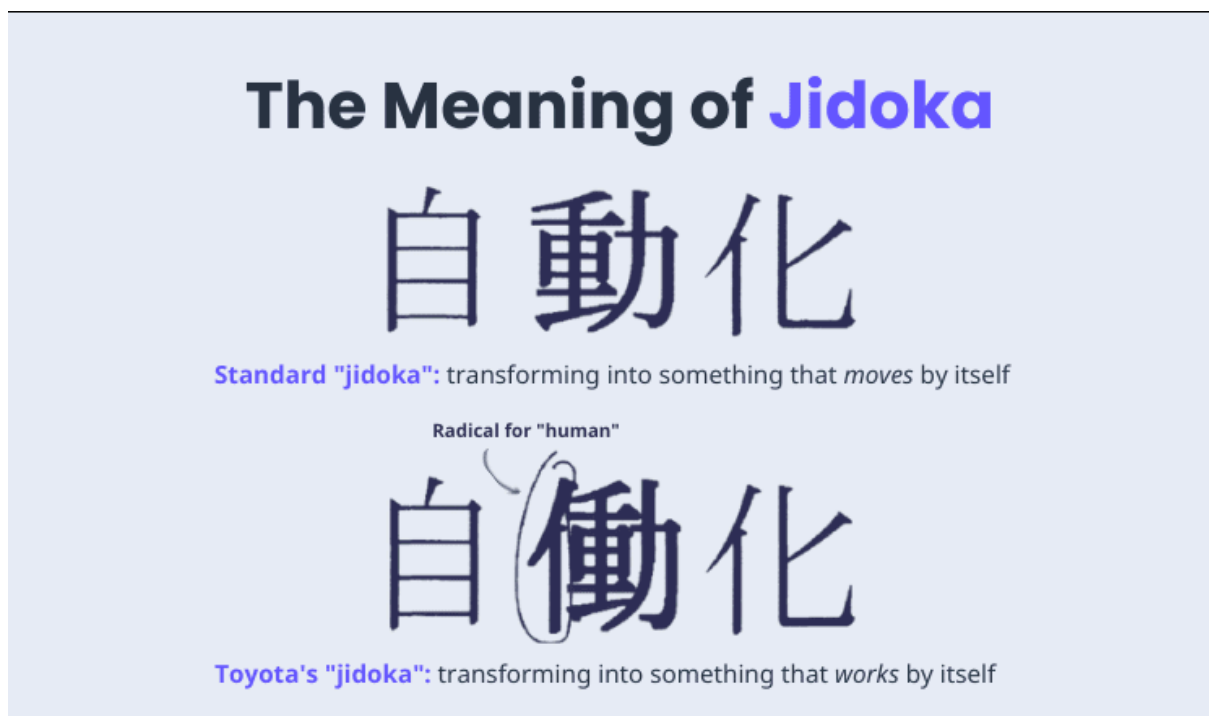 The Meaning of Jidoka
自動化
Standard "jidoka": transforming into something that moves by itself
Radical for "human"
自働化
Toyota's "jidoka": transforming into something that works by itself